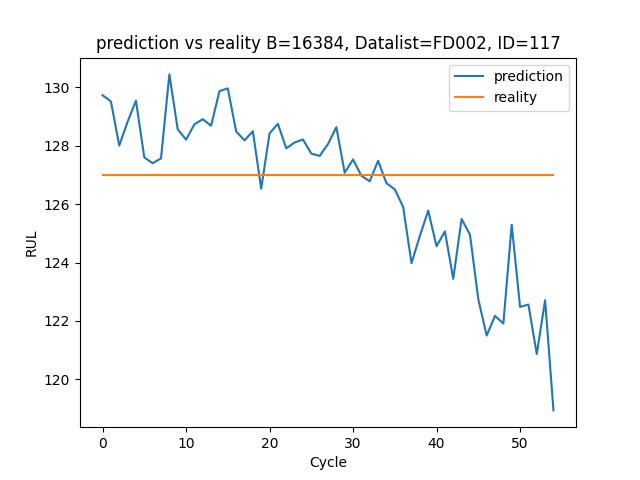 prediction vs reality B=16384, Datalist=FD002, ID=117
prediction
reality
RUL
130
128
126
124
122
120
0 10 20 30 40 50
Cycle